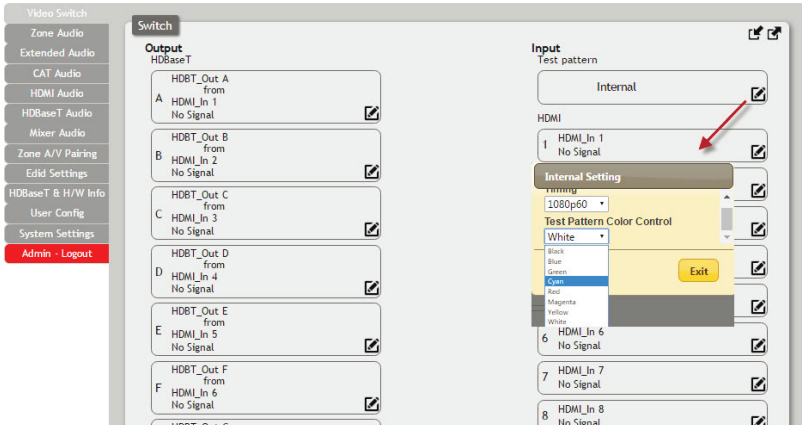 Video Switch
Zone Audio
Extended Audio
CAT Audio
HDMI Audio
HDBaseT Audio
Mixer Audio
Zone A/V Pairing
Edid Settings
HDBaseT & H/W Info
User Config
System Settings
Admin - Logout
Switch
Output
HDBaseT
A
HDBT_Out A
from
HDMI_In 1
No Signal
B
HDBT_Out B
from
HDMI_In 2
No Signal
C
HDBT_Out C
from
HDMI_In 3
No Signal
D
HDBT_Out D
from
HDMI_In 4
No Signal
E
HDBT_Out E
from
HDMI_In 5
No Signal
F
HDBT_Out F
from
HDMI_In 6
No Signal
Input
Test pattern
Internal
HDMI
1 HDMI_In 1
No Signal
Internal Setting
Timing
1080p60
Test Pattern Color Control
White
Black
Blue
Green
Cyan
Red
Magenta
Yellow
White
Exit
6 HDMI_In 6
No Signal
7 HDMI_In 7
No Signal
8 HDMI_In 8
No Signal